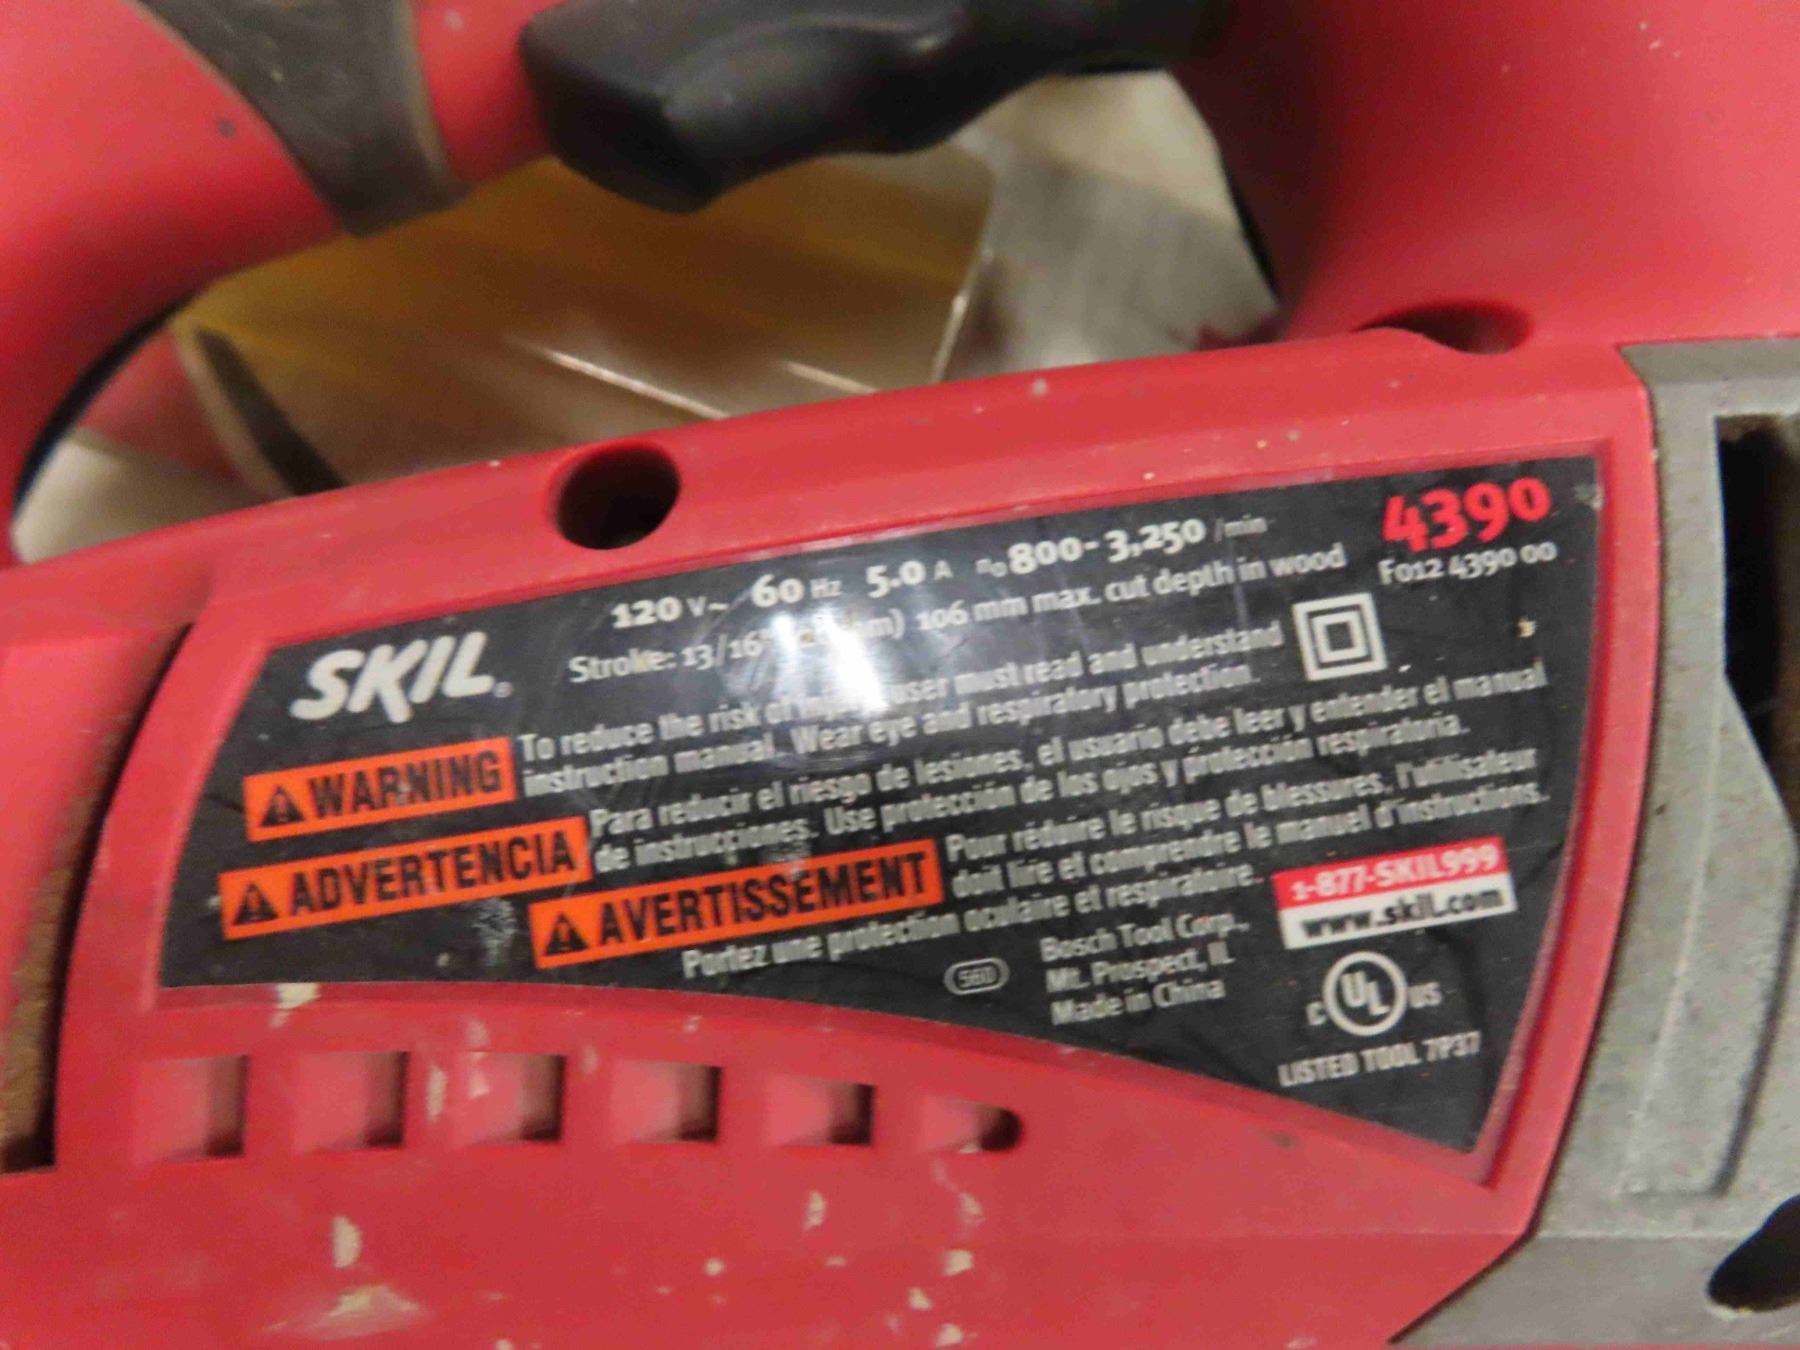 SKIL
120 V~ 60 Hz 5.0 A n₀ 800-3,250 /min
Stroke: 13/16" mm) 106 mm max. cut depth in wood
4390
F012 4390 00
WARNING
To reduce the risk of user must read and understand
instruction manual. Wear eye and respiratory protection.
ADVERTENCIA
Para reducir el riesgo de lesiones, el usuario debe leer y entender el manual
de instrucciones. Use protección de los ojos y protección respiratoria.
AVERTISSEMENT
Pour réduire le risque de blessures, l'utilisateur
doit lire et comprendre le manuel d'instructions.
Portez une protection oculaire et respiratoire.
1-877-SKIL999
www.skil.com
560
Bosch Tool Corp.,
Mt. Prospect, IL
Made in China
C UL US
LISTED TOOL 7P37